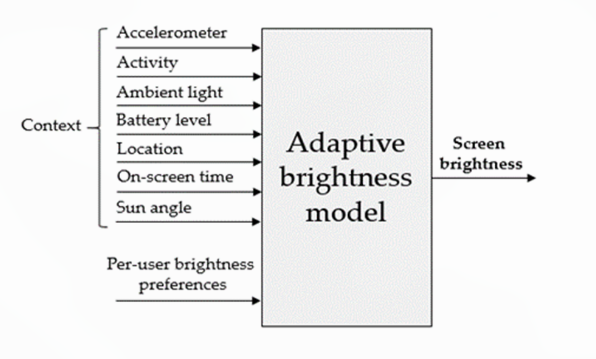 Accelerometer
Activity
Ambient light
Battery level
Context
Location
On-screen time
Sun angle
Per-user brightness
preferences
Adaptive
brightness
model
Screen
brightness